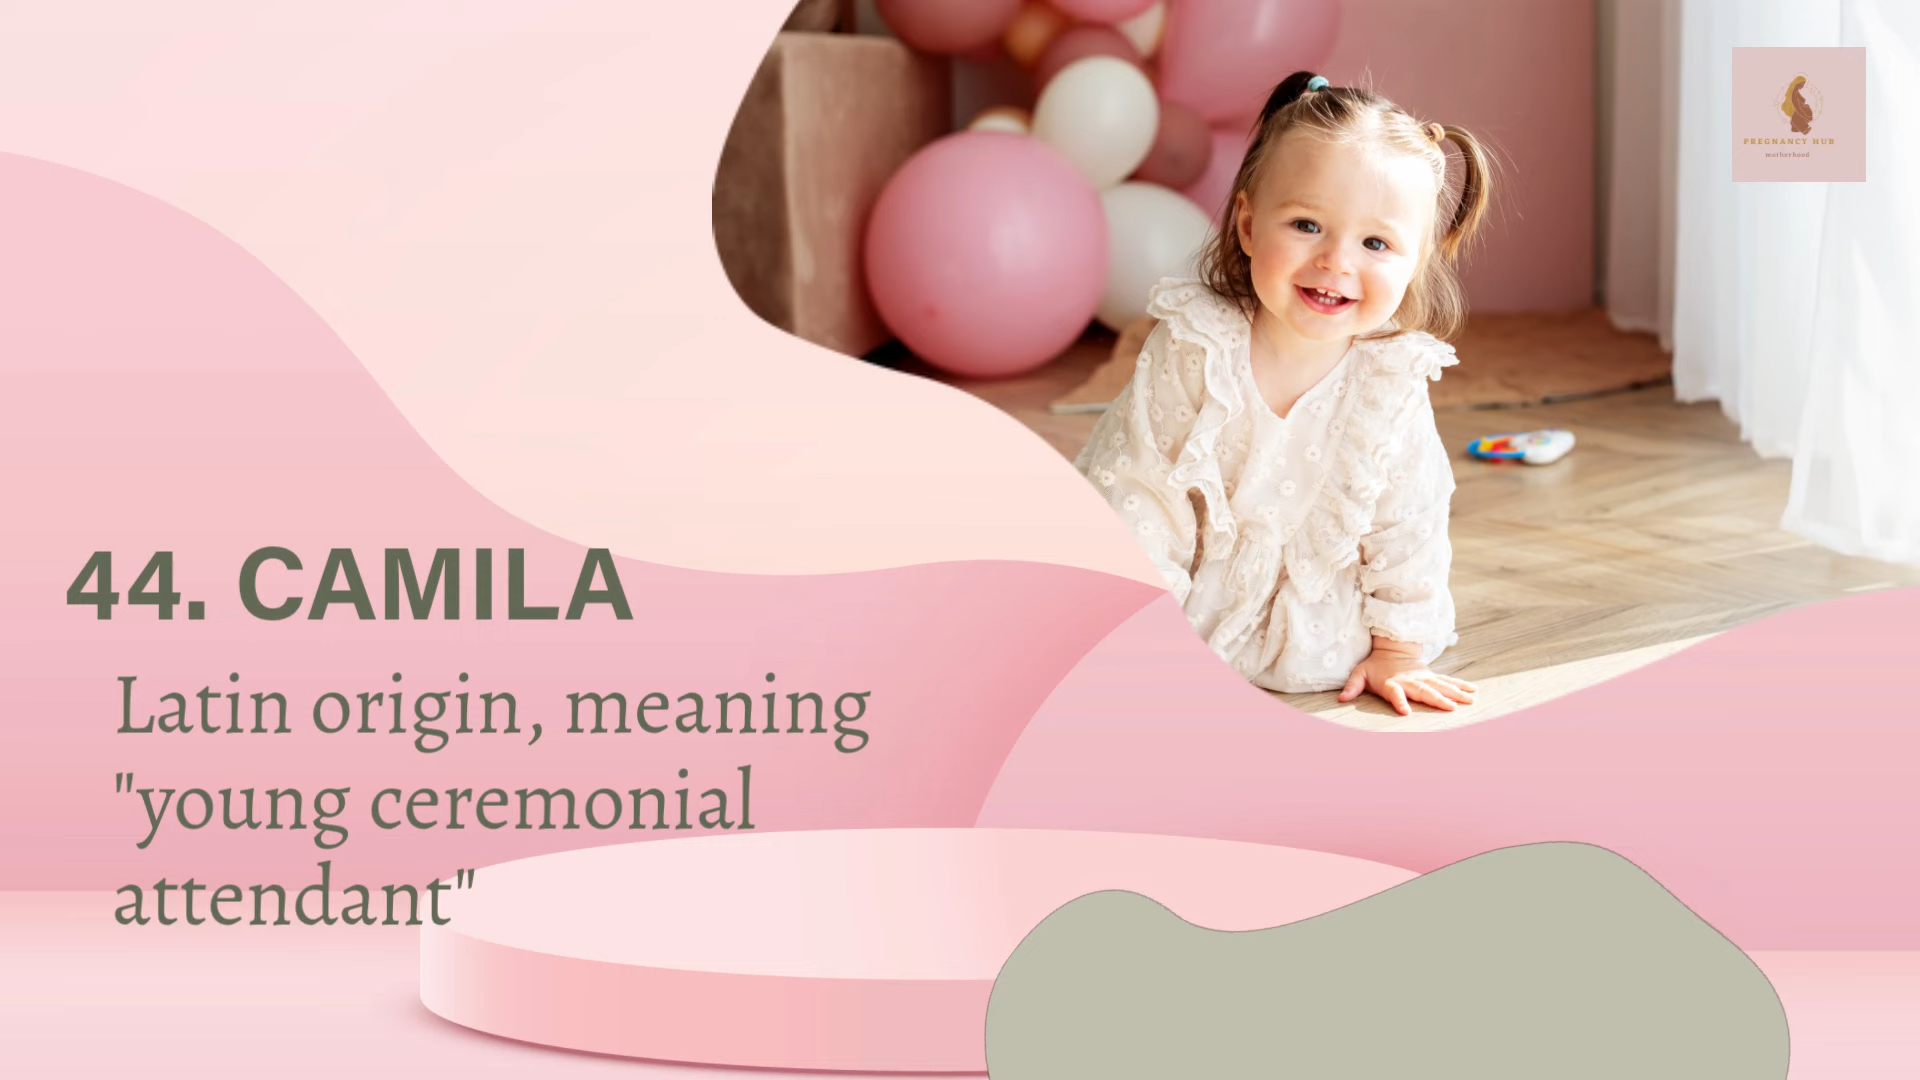 PREGNANCY HUB
motherhood
44. CAMILA
Latin origin, meaning
"young ceremonial
attendant"